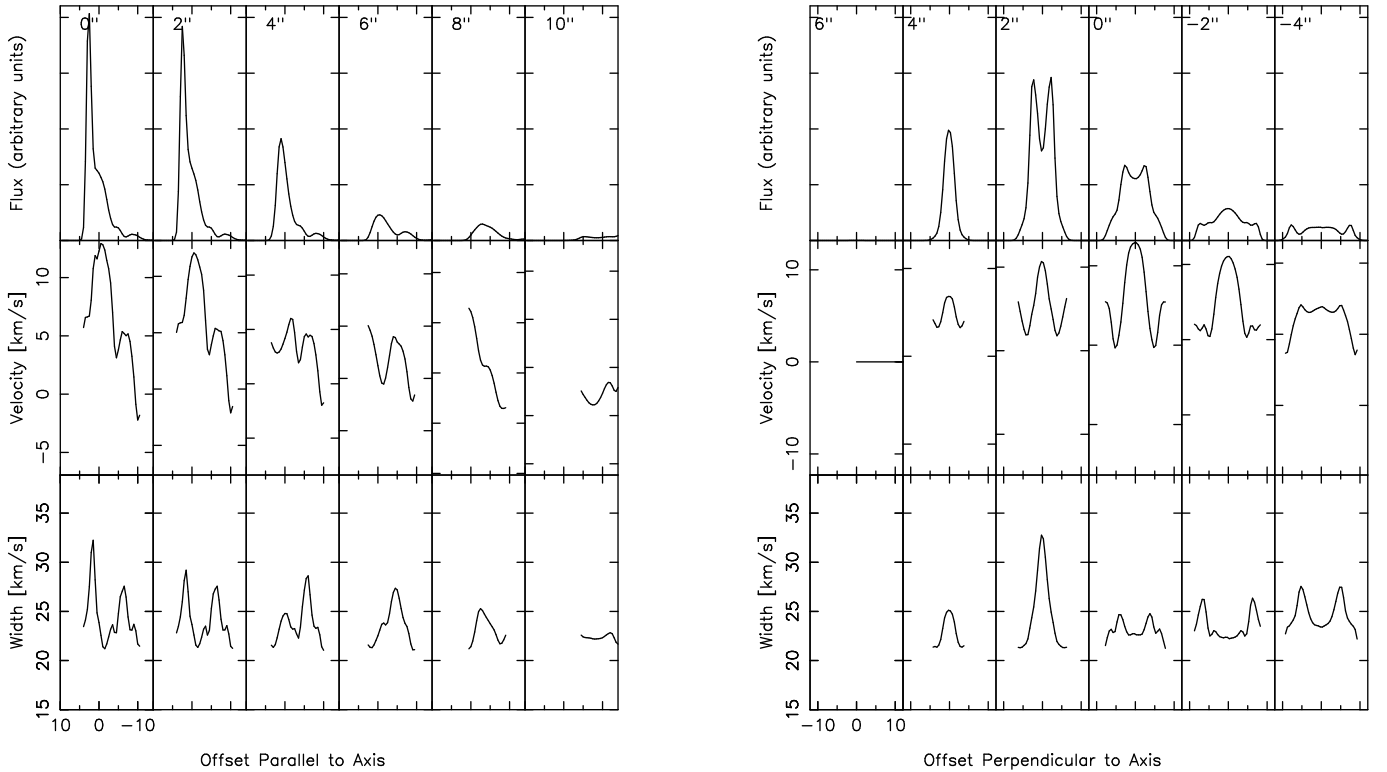 0" 2" 4" 6" 8" 10"
Flux (arbitrary units)
10
5
0
−5
Velocity [km/s]
35
30
25
20
15
Width [km/s]
10 0 −10
Offset Parallel to Axis
6" 4" 2" 0" −2" −4"
Flux (arbitrary units)
10
0
−10
Velocity [km/s]
35
30
25
20
15
Width [km/s]
−10 0 10
Offset Perpendicular to Axis